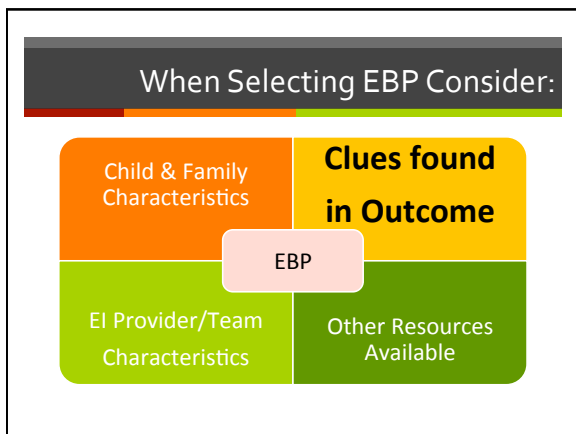 When Selecting EBP Consider:
Child & Family
Characteristics
Clues found
in Outcome
EBP
EI Provider/Team
Characteristics
Other Resources
Available